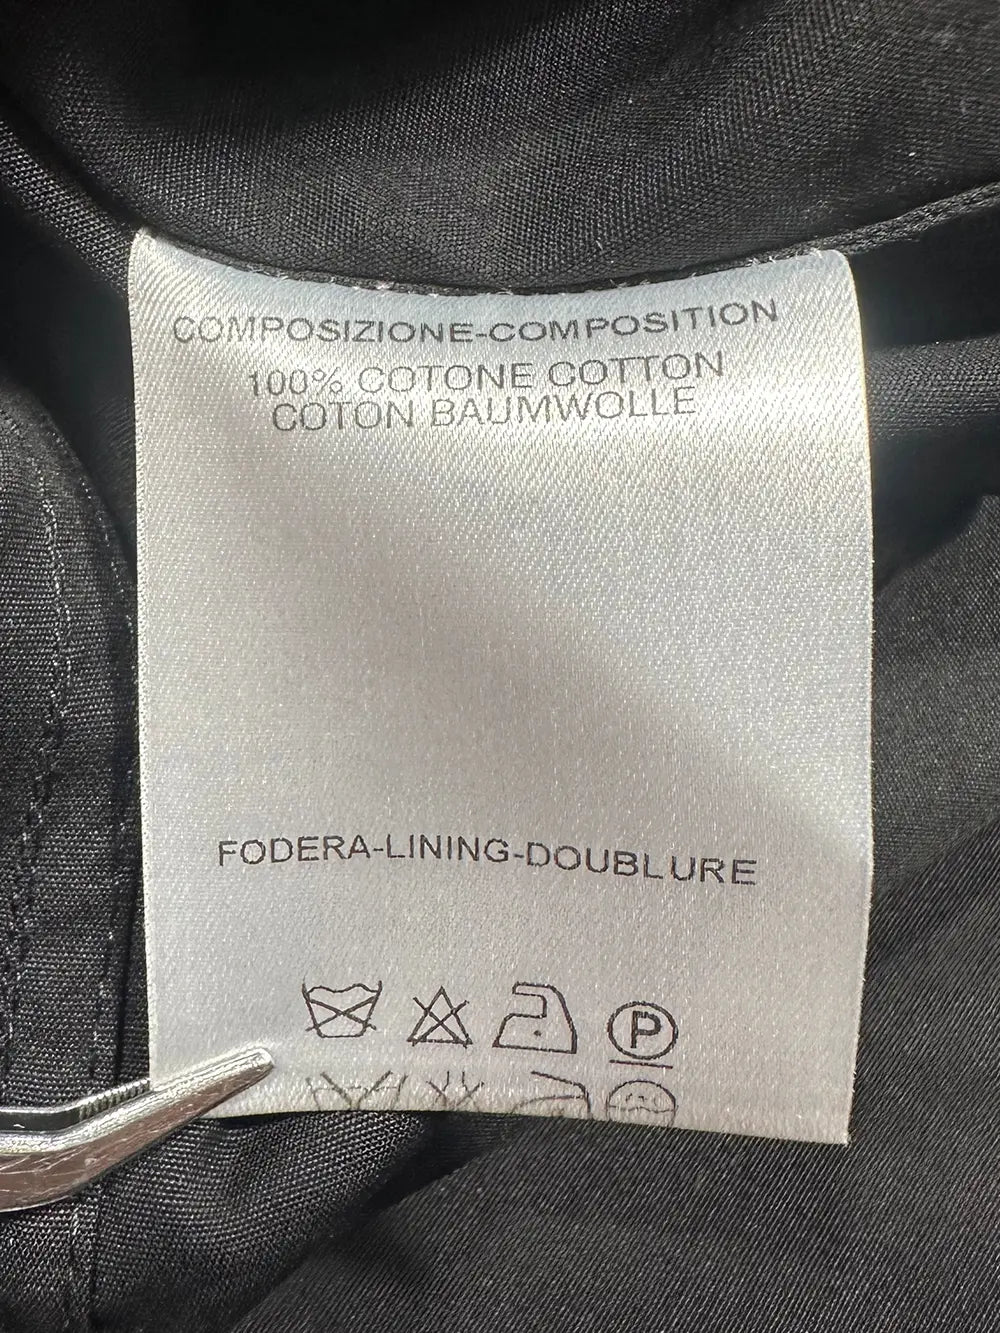 COMPOSIZIONE-COMPOSITION
100% COTONE COTTON
COTON BAUMWOLLE
FODERA-LINING-DOUBLURE
P